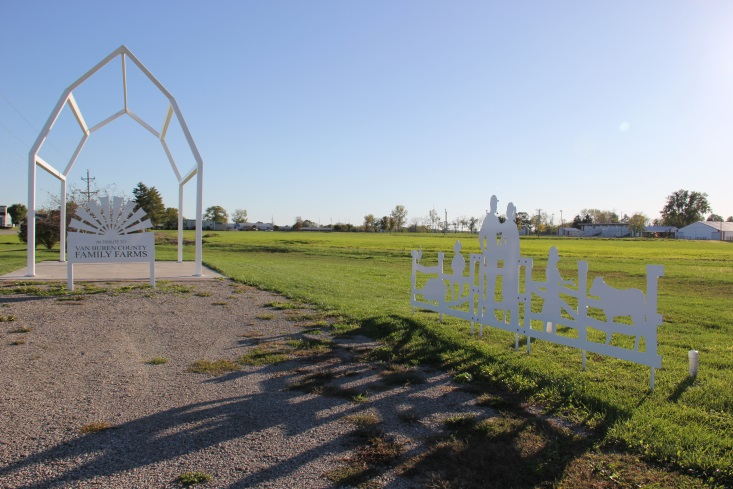 IN TRIBUTE TO
VAN BUREN COUNTY
FAMILY FARMS